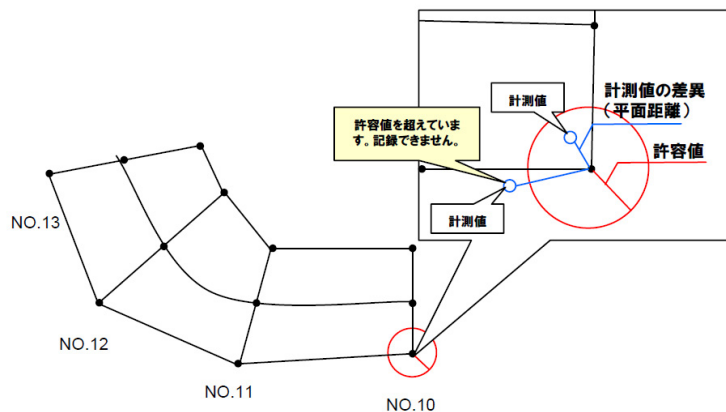 計測値
計測値の差異
（平面距離）
許容値を超えていま
す。記録できません。
許容値
計測値
NO.13
NO.12
NO.11
NO.10